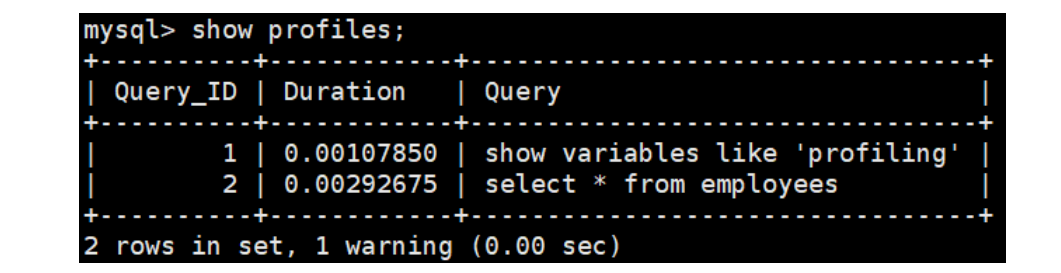 mysql> show profiles;
+----------+------------+---------------------------------+
| Query_ID | Duration   | Query                           |
+----------+------------+---------------------------------+
|        1 | 0.00107850 | show variables like 'profiling' |
|        2 | 0.00292675 | select * from employees         |
+----------+------------+---------------------------------+
2 rows in set, 1 warning (0.00 sec)